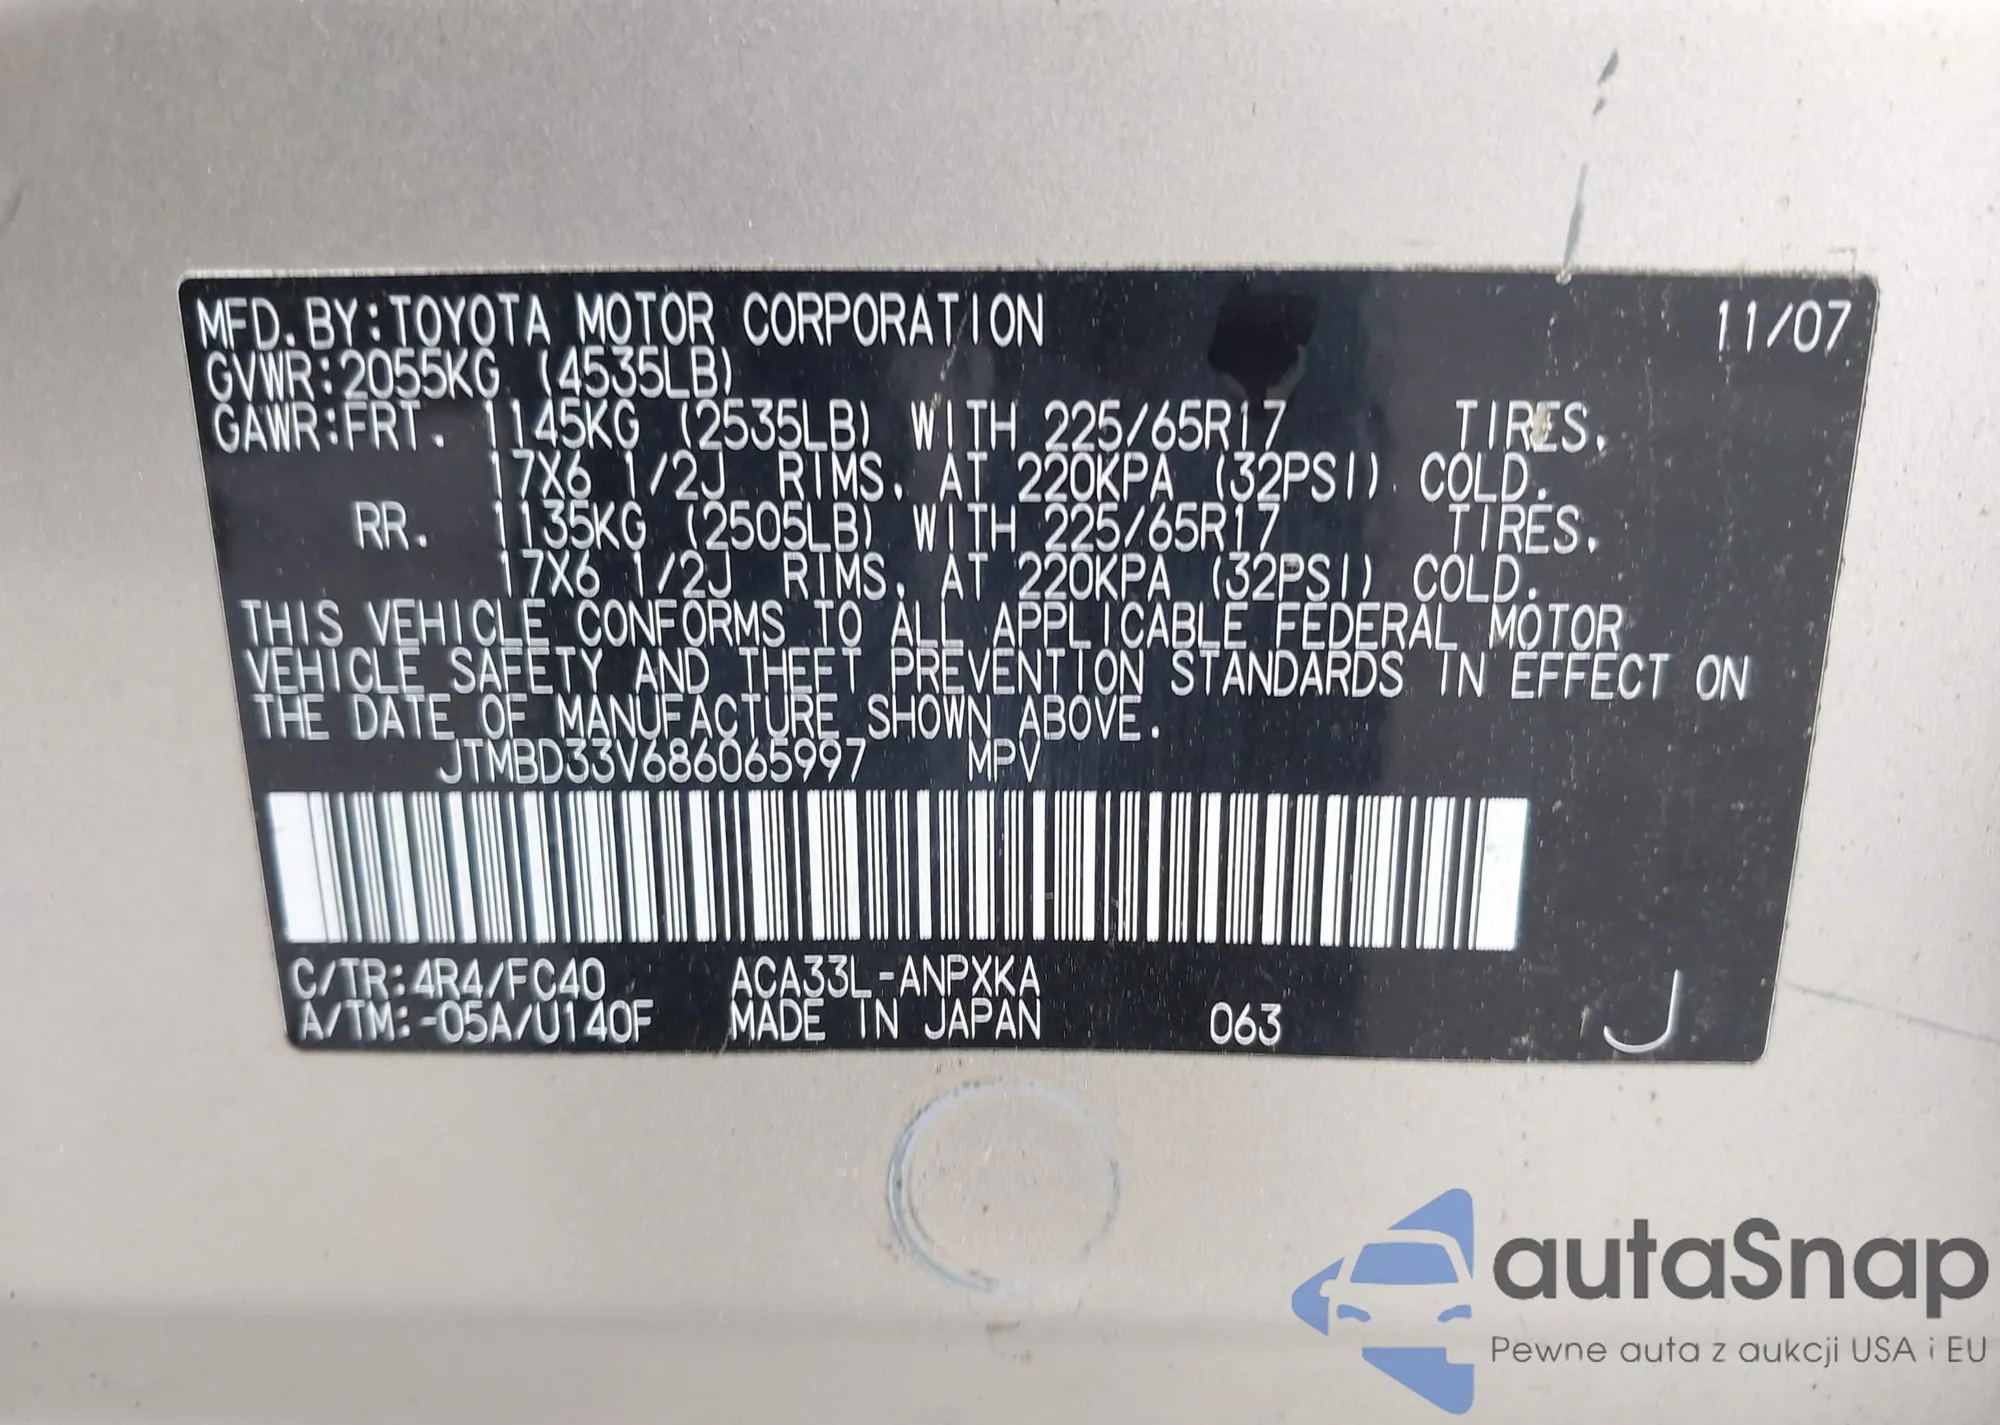 MFD.BY:TOYOTA MOTOR CORPORATION 11/07
GVWR:2055KG (4535LB)
GAWR:FRT. 1145KG (2535LB) WITH 225/65R17 TIRES,
17X6 1/2J RIMS, AT 220KPA (32PSI) COLD.
RR. 1135KG (2505LB) WITH 225/65R17 TIRES,
17X6 1/2J RIMS, AT 220KPA (32PSI) COLD.
THIS VEHICLE CONFORMS TO ALL APPLICABLE FEDERAL MOTOR
VEHICLE SAFETY AND THEFT PREVENTION STANDARDS IN EFFECT ON
THE DATE OF MANUFACTURE SHOWN ABOVE.
JTMBD33V686065997 MPV
C/TR:4R4/FC40 ACA33L-ANPXKA
A/TM:-05A/U140F MADE IN JAPAN 063 J
autaSnap
Pewne auta z aukcji USA i EU